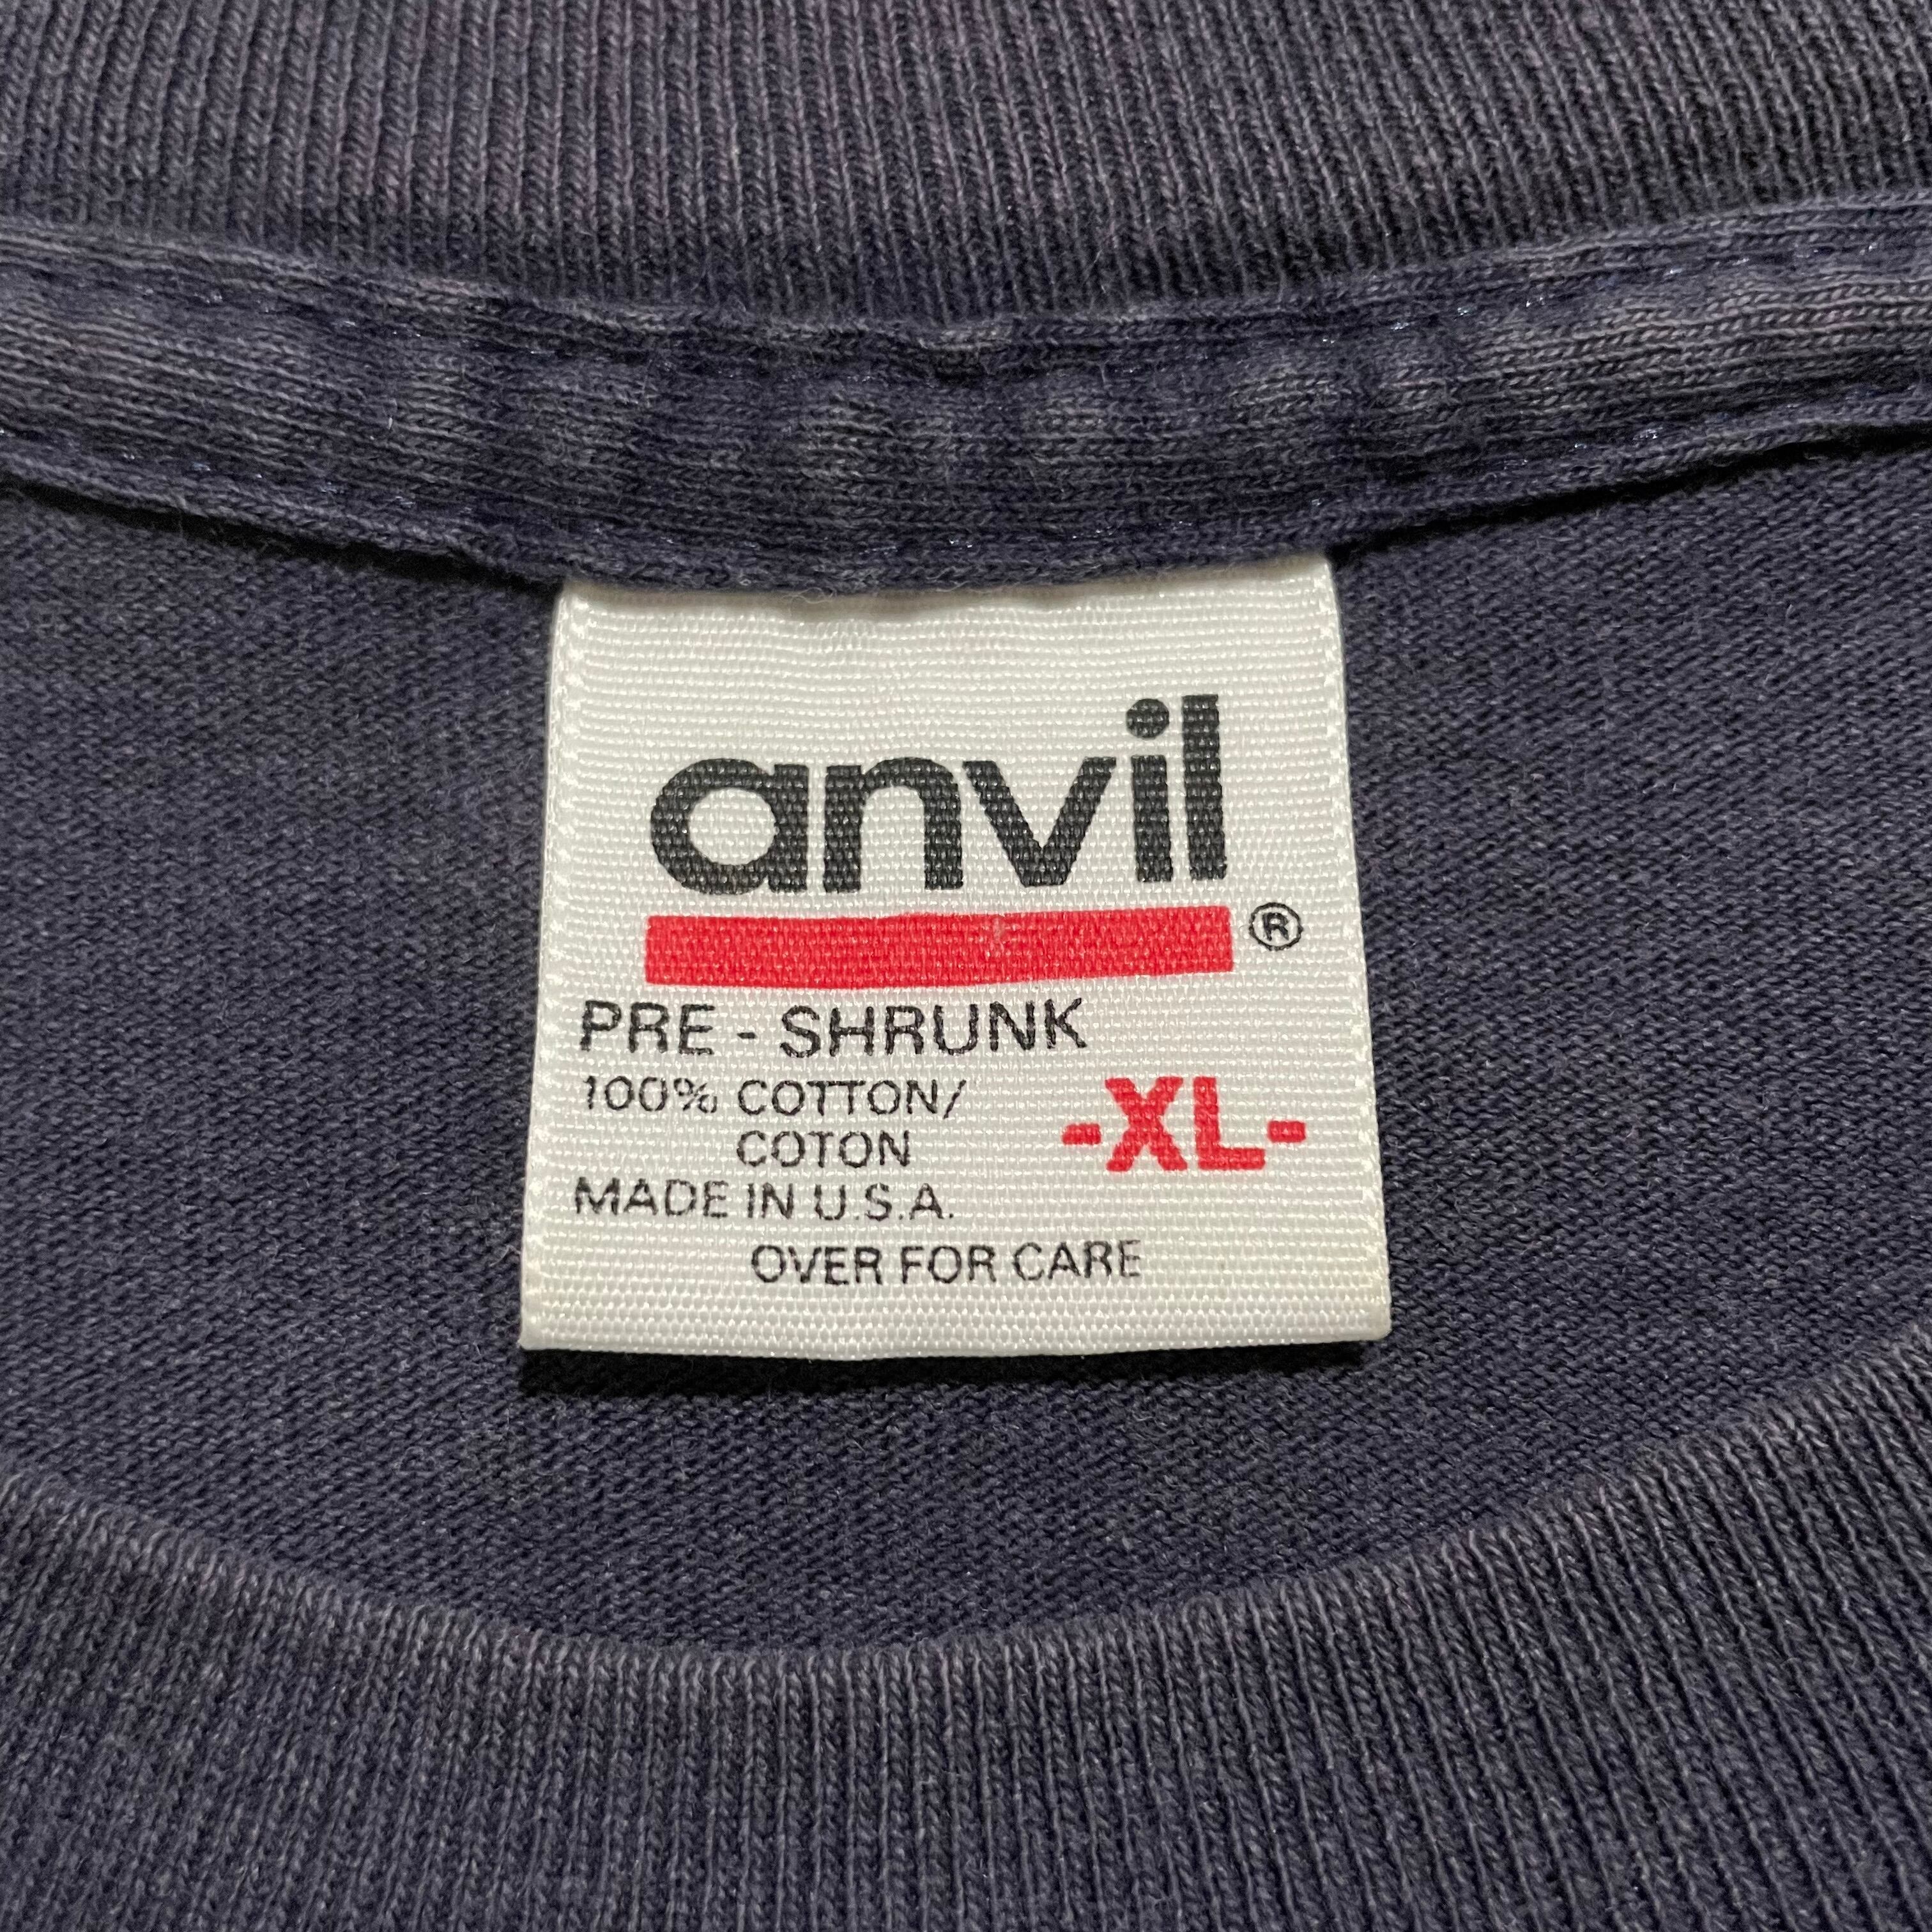 anvil
®
PRE - SHRUNK
100% COTTON/
COTON
-XL-
MADE IN U.S.A.
OVER FOR CARE